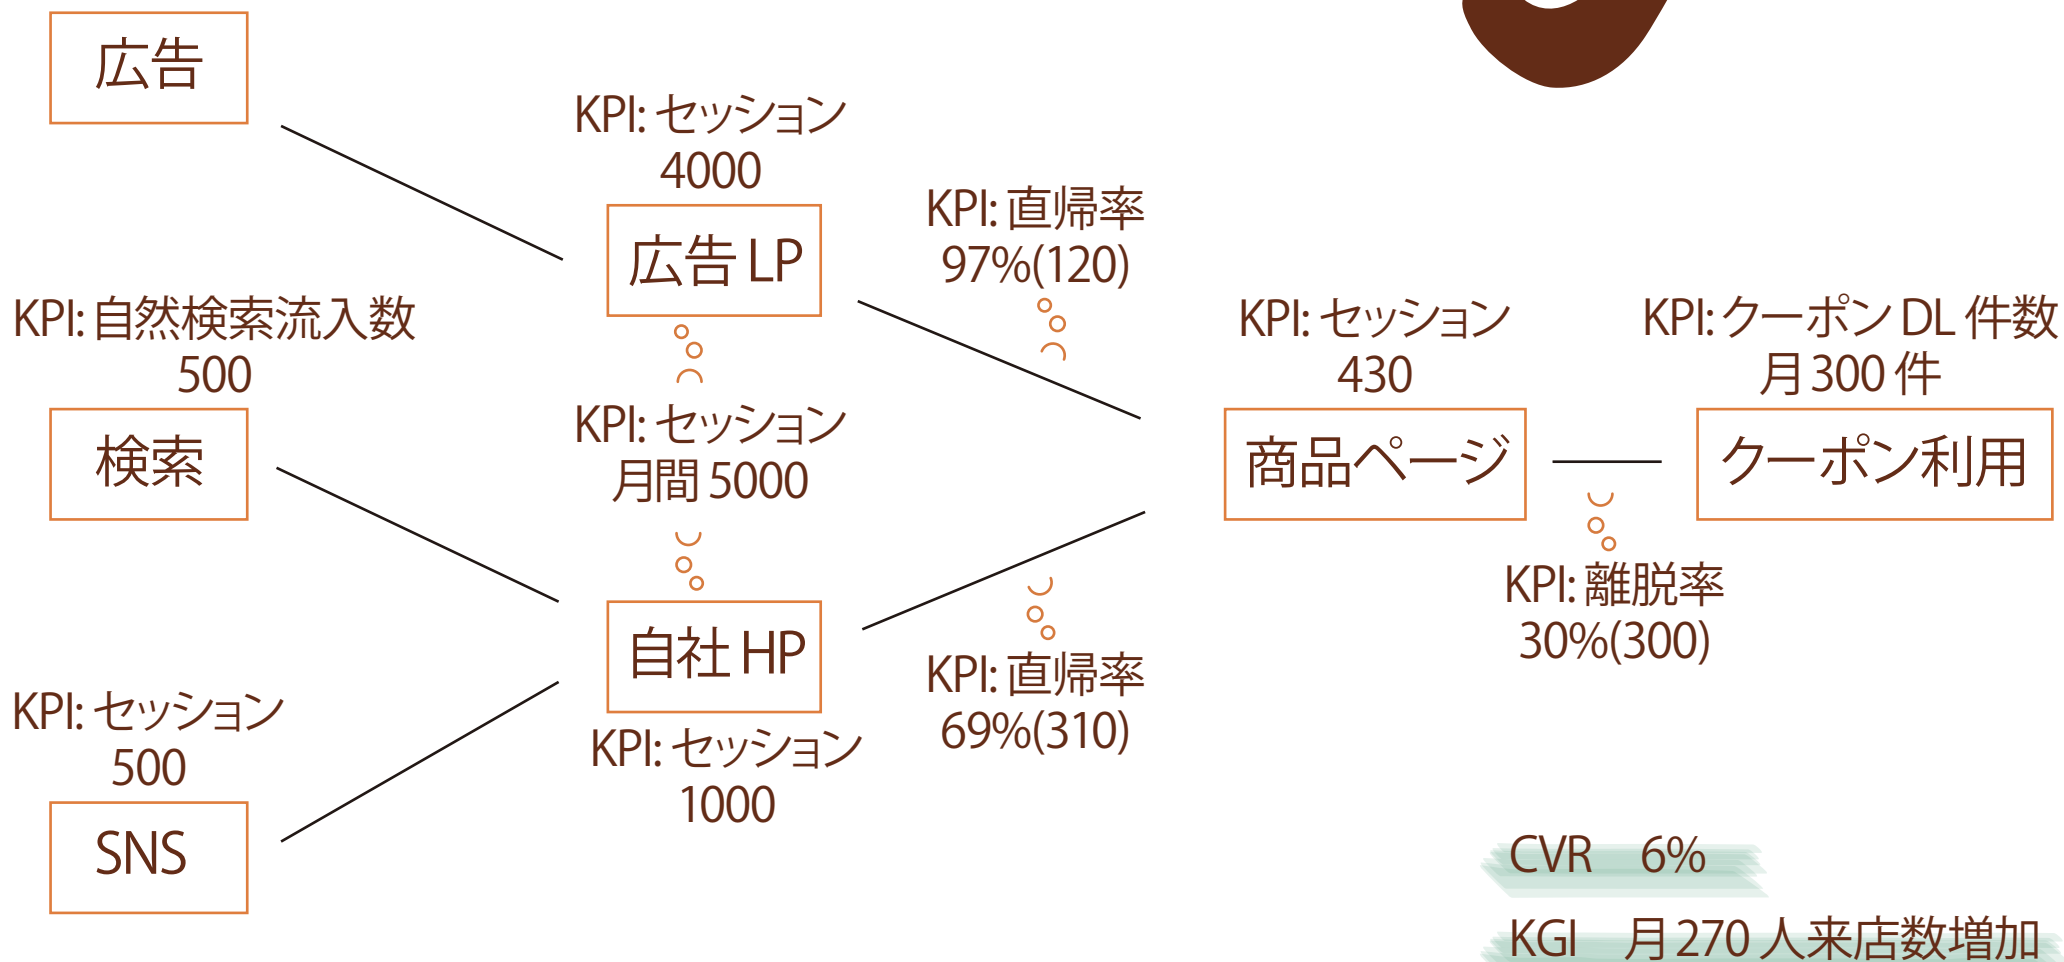 広告
KPI: セッション
4000
広告 LP
KPI: 直帰率
97%(120)
KPI: 自然検索流入数
500
検索
KPI: セッション
月間 5000
KPI: セッション
430
商品ページ
KPI: クーポン DL 件数
月 300 件
クーポン利用
KPI: 離脱率
30%(300)
自社 HP
KPI: セッション
1000
KPI: 直帰率
69%(310)
KPI: セッション
500
SNS
CVR 6%
KGI 月 270 人来店数増加